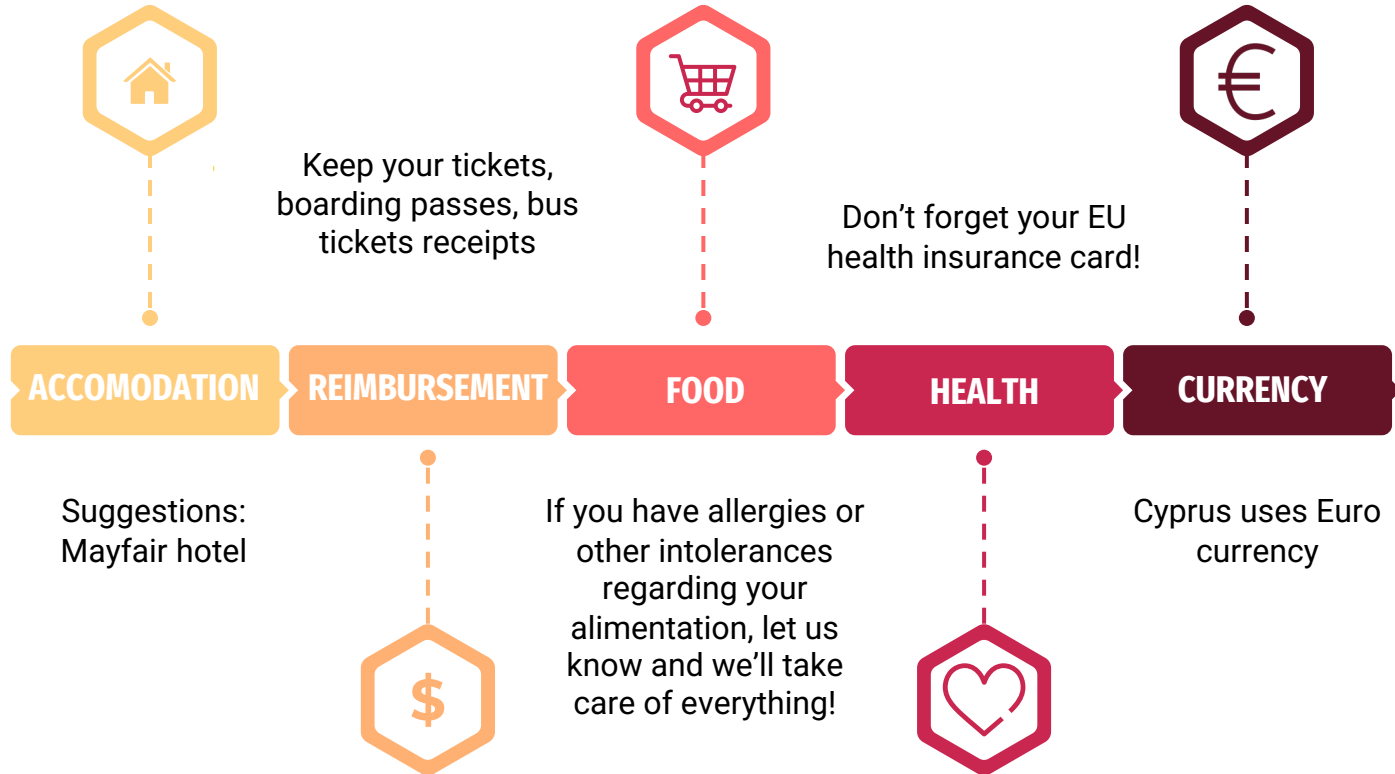 Keep your tickets,
boarding passes, bus
tickets receipts
Don’t forget your EU
health insurance card!
ACCOMODATION
REIMBURSEMENT
FOOD
HEALTH
CURRENCY
Suggestions:
Mayfair hotel
If you have allergies or
other intolerances
regarding your
alimentation, let us
know and we’ll take
care of everything!
Cyprus uses Euro
currency
€
$